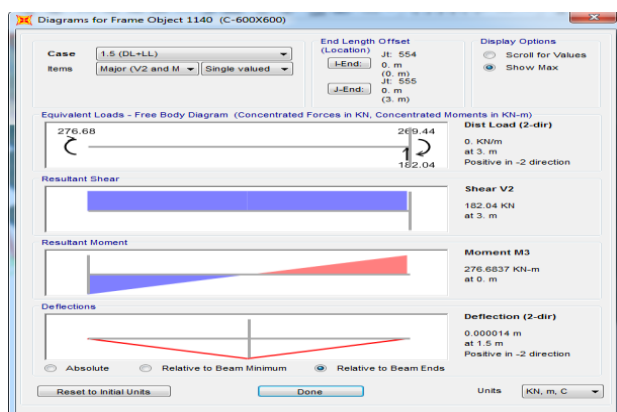 Diagrams for Frame Object 1140 (C-600X600)
Case 1.5 (DL+LL)
Items Major (V2 and M Single valued
End Length Offset
(Location)
Jt: 554
I-End: 0. m
(0. m)
Jt: 555
J-End: 0. m
(3. m)
Display Options
Scroll for Values
Show Max
Equivalent Loads - Free Body Diagram (Concentrated Forces in KN, Concentrated Moments in KN-m)
276.68
269.44
182.04
Dist Load (2-dir)
0. KN/m
at 3. m
Positive in -2 direction
Resultant Shear
Shear V2
182.04 KN
at 3. m
Resultant Moment
Moment M3
276.6837 KN-m
at 0. m
Deflections
Deflection (2-dir)
0.000014 m
at 1.5 m
Positive in -2 direction
Absolute Relative to Beam Minimum Relative to Beam Ends
Reset to Initial Units Done Units KN, m, C